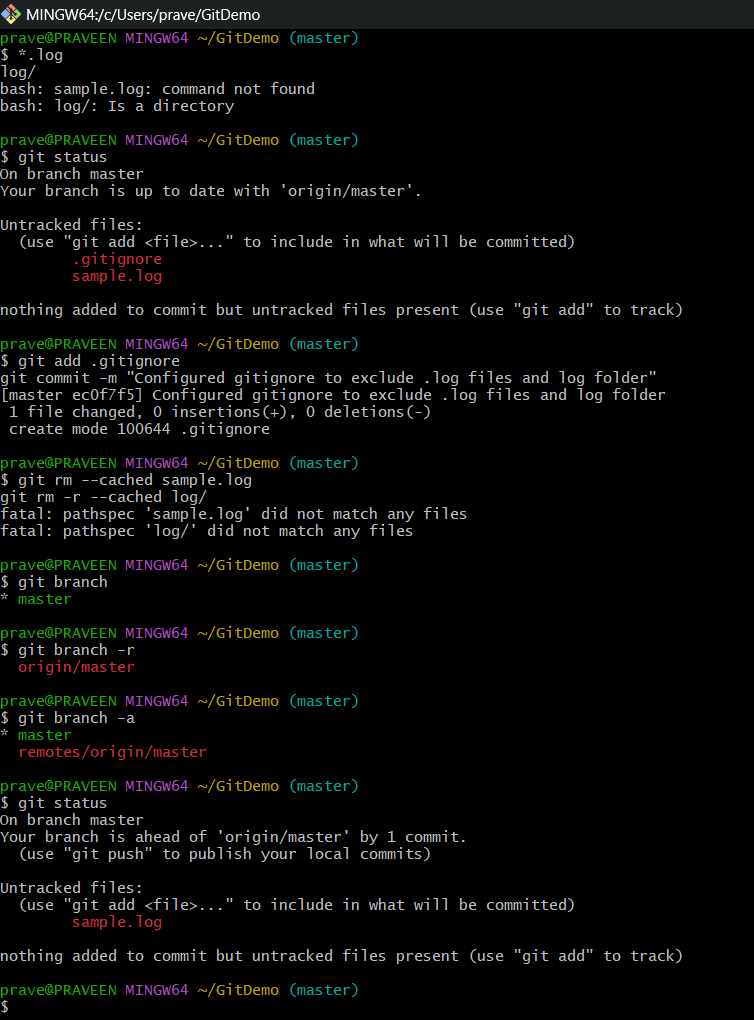 MINGW64:/c/Users/prave/GitDemo
prave@PRAVEEN MINGW64 ~/GitDemo (master)
$ *.log
log/
bash: sample.log: command not found
bash: log/: Is a directory
prave@PRAVEEN MINGW64 ~/GitDemo (master)
$ git status
On branch master
Your branch is up to date with 'origin/master'.
Untracked files:
  (use "git add <file>..." to include in what will be committed)
        .gitignore
        sample.log
nothing added to commit but untracked files present (use "git add" to track)
prave@PRAVEEN MINGW64 ~/GitDemo (master)
$ git add .gitignore
git commit -m "Configured gitignore to exclude .log files and log folder"
[master ec0f7f5] Configured gitignore to exclude .log files and log folder
 1 file changed, 0 insertions(+), 0 deletions(-)
 create mode 100644 .gitignore
prave@PRAVEEN MINGW64 ~/GitDemo (master)
$ git rm --cached sample.log
git rm -r --cached log/
fatal: pathspec 'sample.log' did not match any files
fatal: pathspec 'log/' did not match any files
prave@PRAVEEN MINGW64 ~/GitDemo (master)
$ git branch
* master
prave@PRAVEEN MINGW64 ~/GitDemo (master)
$ git branch -r
  origin/master
prave@PRAVEEN MINGW64 ~/GitDemo (master)
$ git branch -a
* master
  remotes/origin/master
prave@PRAVEEN MINGW64 ~/GitDemo (master)
$ git status
On branch master
Your branch is ahead of 'origin/master' by 1 commit.
  (use "git push" to publish your local commits)
Untracked files:
  (use "git add <file>..." to include in what will be committed)
        sample.log
nothing added to commit but untracked files present (use "git add" to track)
prave@PRAVEEN MINGW64 ~/GitDemo (master)
$